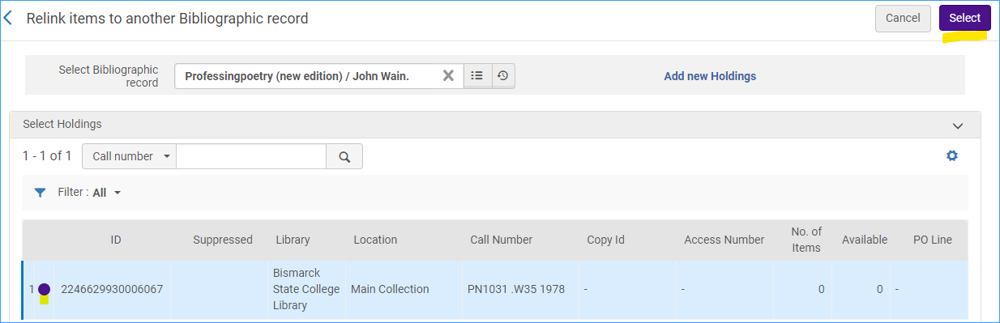 Relink items to another Bibliographic record
Cancel
Select
Select Bibliographic
record
Professingpoetry (new edition) / John Wain.
Add new Holdings
Select Holdings
1 - 1 of 1
Call number
Filter : All
ID
Suppressed
Library
Location
Call Number
Copy Id
Access Number
No. of
Items
Available
PO Line
1
2246629930006067
Bismarck
State College
Library
Main Collection
PN1031 .W35 1978
-
-
0
0
-